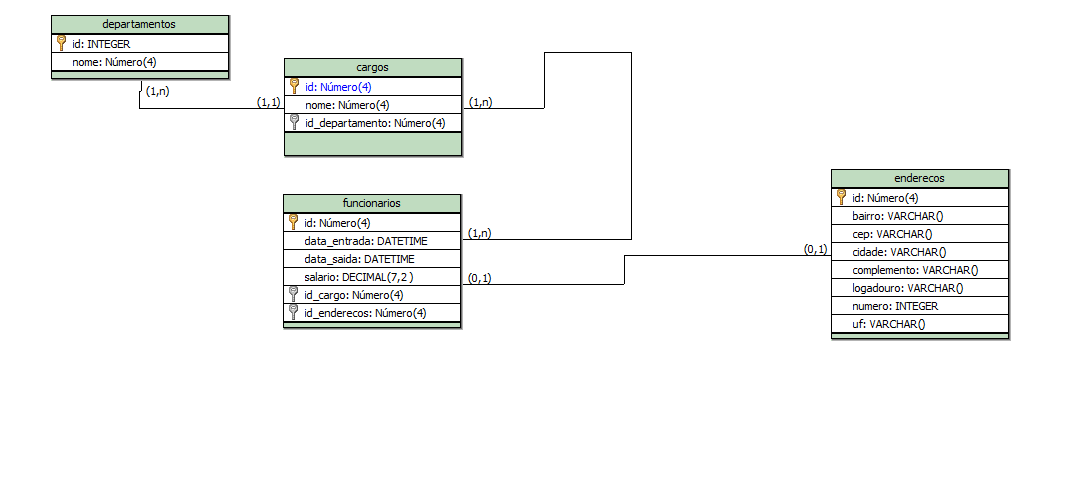 departamentos
id: INTEGER
nome: Número(4)
(1,n)
(1,1)
cargos
id: Número(4)
nome: Número(4)
id_departamento: Número(4)
(1,n)
funcionarios
id: Número(4)
data_entrada: DATETIME
data_saida: DATETIME
salario: DECIMAL(7,2 )
id_cargo: Número(4)
id_enderecos: Número(4)
(1,n)
(0,1)
(0,1)
enderecos
id: Número(4)
bairro: VARCHAR()
cep: VARCHAR()
cidade: VARCHAR()
complemento: VARCHAR()
logadouro: VARCHAR()
numero: INTEGER
uf: VARCHAR()